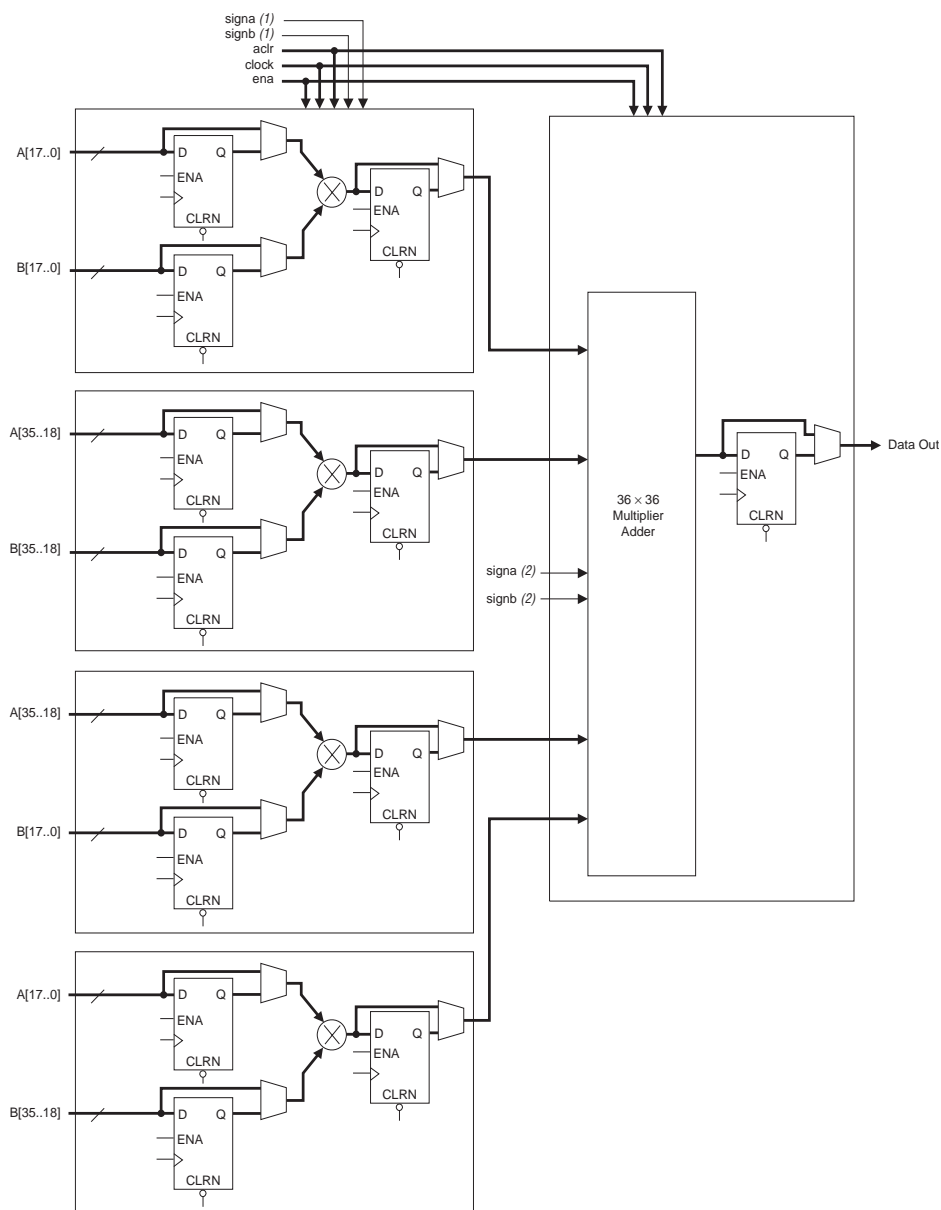 signa (1)
signb (1)
aclr
clock
ena
A[17..0]
D Q
ENA
CLRN
B[17..0]
D Q
ENA
CLRN
D Q
ENA
CLRN
A[35..18]
D Q
ENA
CLRN
B[35..18]
D Q
ENA
CLRN
D Q
ENA
CLRN
A[35..18]
D Q
ENA
CLRN
B[17..0]
D Q
ENA
CLRN
D Q
ENA
CLRN
A[17..0]
D Q
ENA
CLRN
B[35..18]
D Q
ENA
CLRN
D Q
ENA
CLRN
36 × 36
Multiplier
Adder
signa (2)
signb (2)
D Q
ENA
CLRN
Data Out